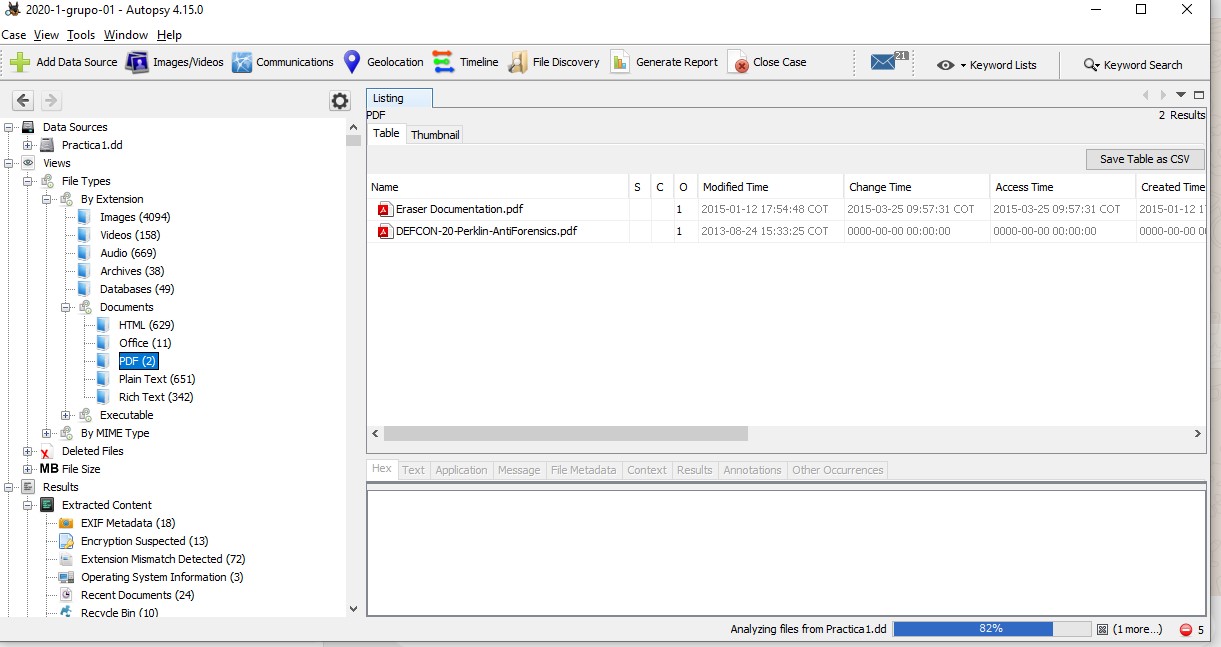 2020-1-grupo-01 - Autopsy 4.15.0
Case View Tools Window Help
Add Data Source Images/Videos Communications Geolocation Timeline File Discovery Generate Report Close Case 21 Keyword Lists Keyword Search
Listing
PDF 2 Results
Table Thumbnail
Save Table as CSV
Name S C O Modified Time Change Time Access Time Created Time
Eraser Documentation.pdf 1 2015-01-12 17:54:48 COT 2015-03-25 09:57:31 COT 2015-03-25 09:57:31 COT 2015-01-12 1
DEFCON-20-Perklin-AntiForensics.pdf 1 2013-08-24 15:33:25 COT 0000-00-00 00:00:00 0000-00-00 00:00:00 0000-00-00 00
Data Sources
Practica1.dd
Views
File Types
By Extension
Images (4094)
Videos (158)
Audio (669)
Archives (38)
Databases (49)
Documents
HTML (629)
Office (11)
PDF (2)
Plain Text (651)
Rich Text (342)
Executable
By MIME Type
Deleted Files
MB File Size
Results
Extracted Content
EXIF Metadata (18)
Encryption Suspected (13)
Extension Mismatch Detected (72)
Operating System Information (3)
Recent Documents (24)
Recycle Bin (10)
Hex Text Application Message File Metadata Context Results Annotations Other Occurrences
Analyzing files from Practica1.dd 82% (1 more...) 5